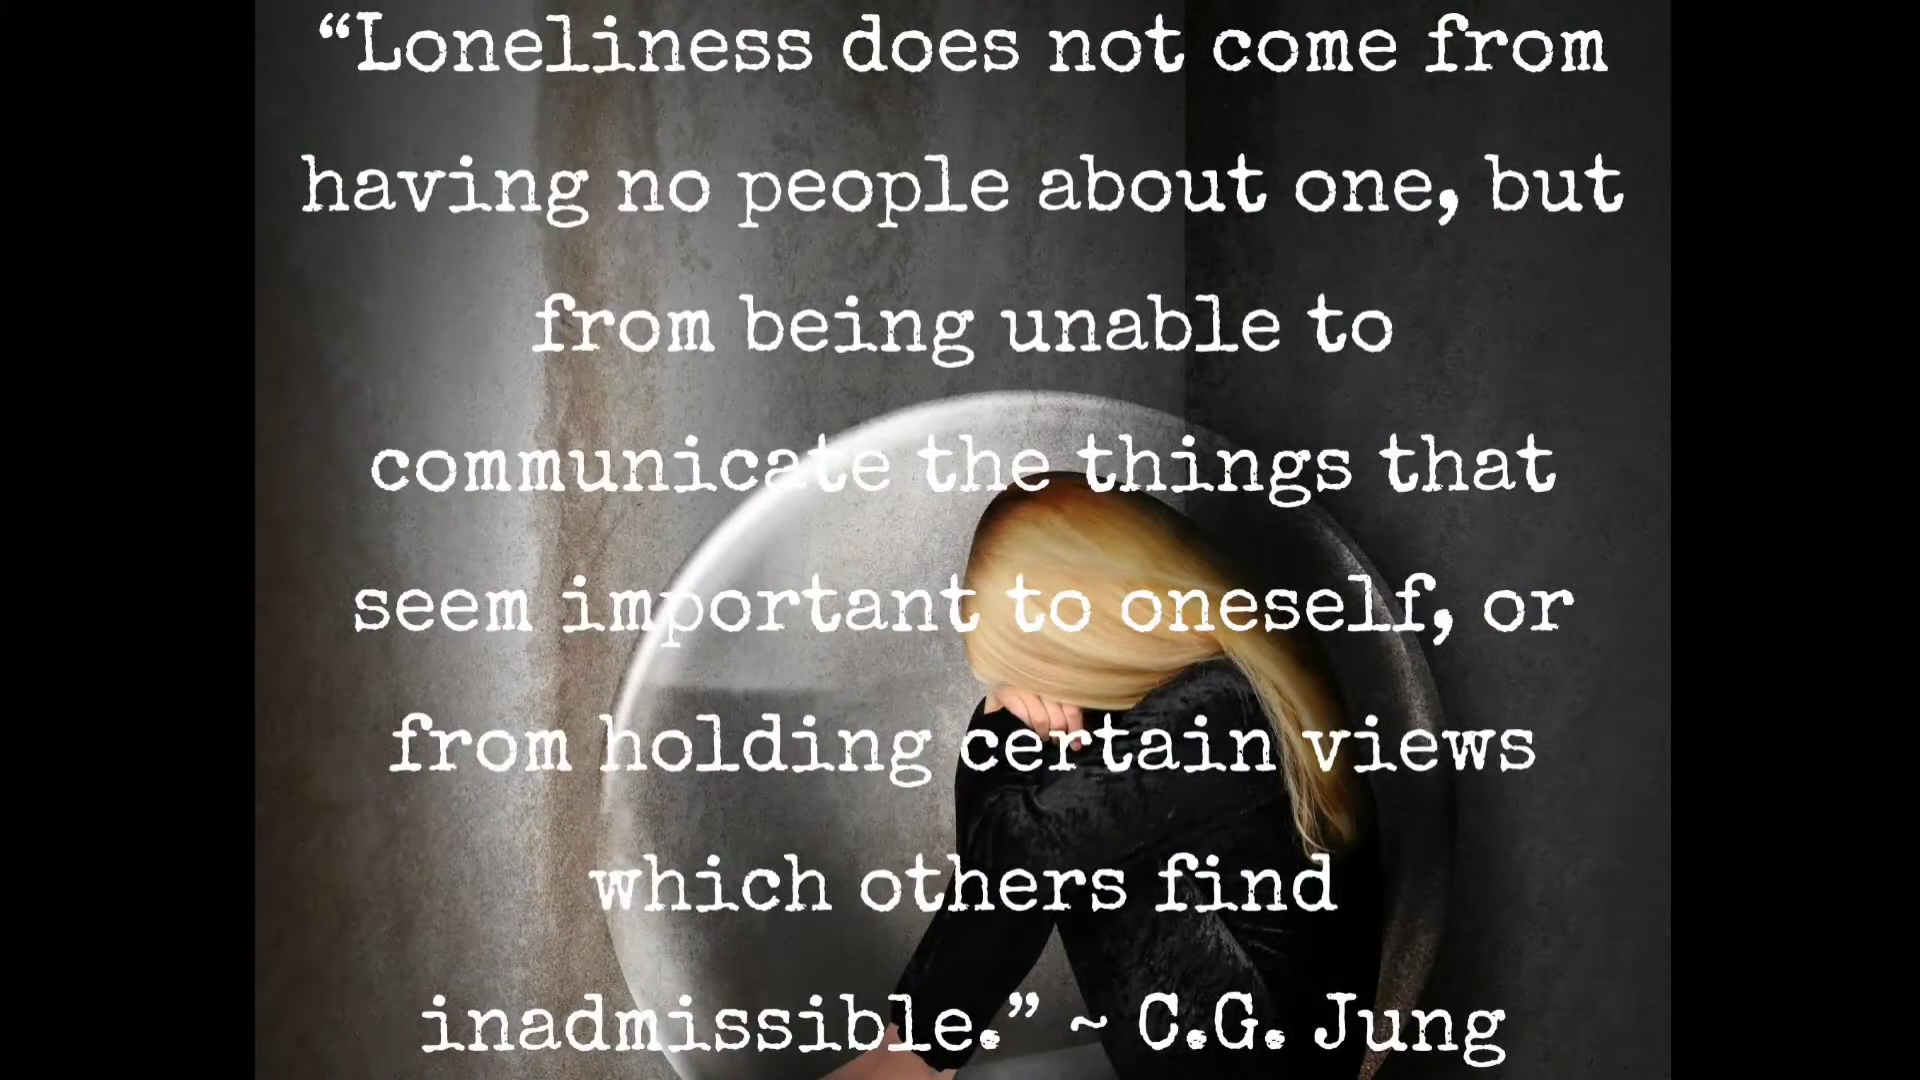 “Loneliness does not come from
having no people about one, but
from being unable to
communicate the things that
seem important to oneself, or
from holding certain views
which others find
inadmissible.” ~ C.G. Jung